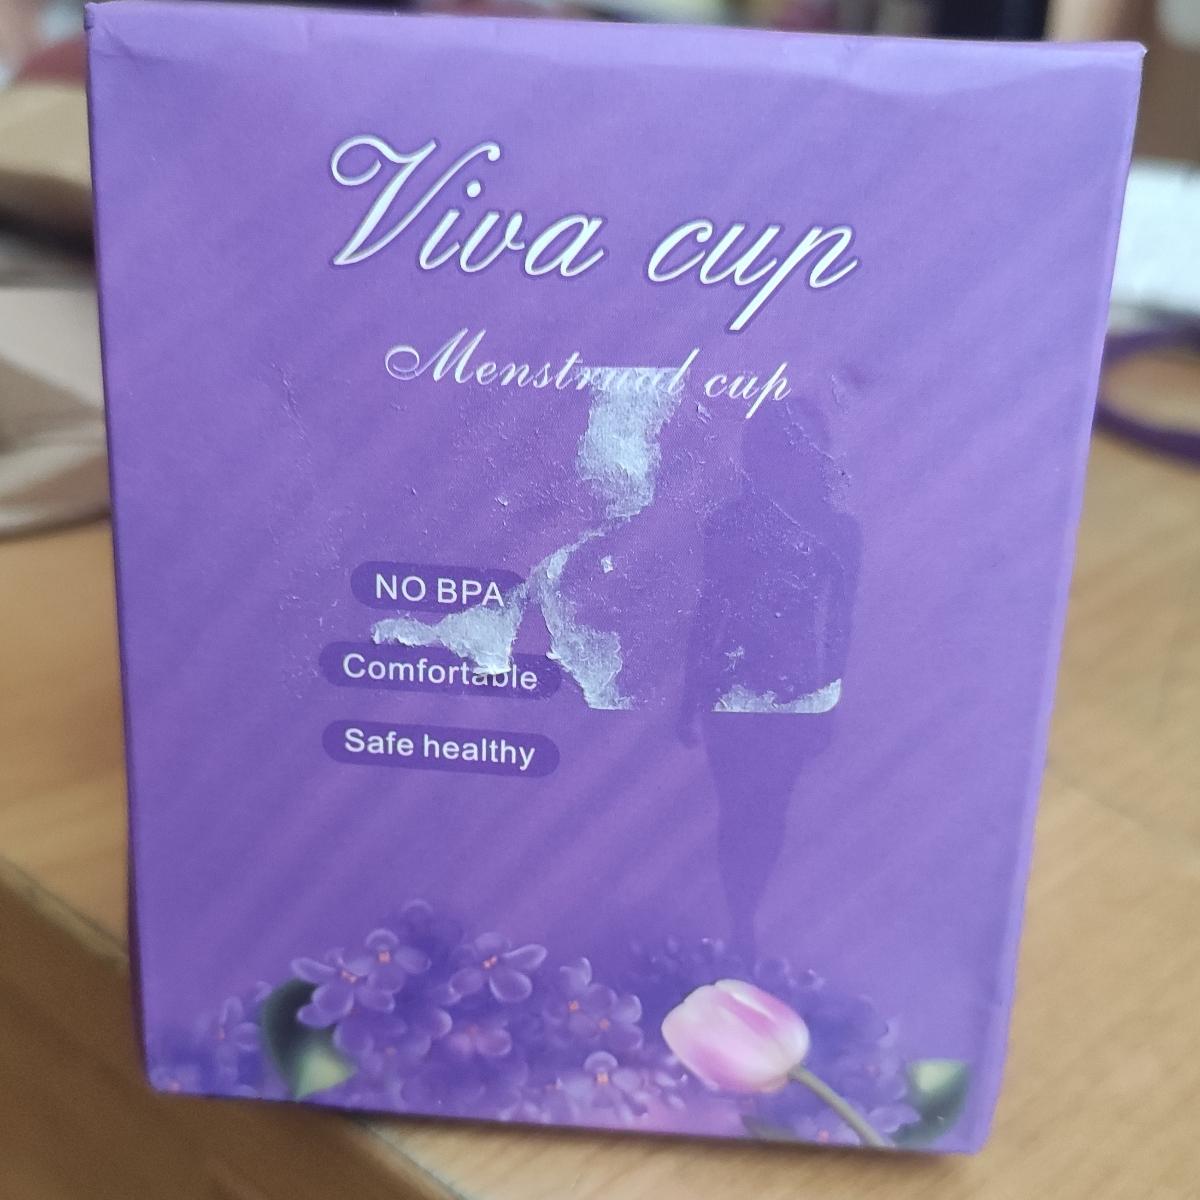 Viva cup
Menstrual cup
NO BPA
Comfortable
Safe healthy